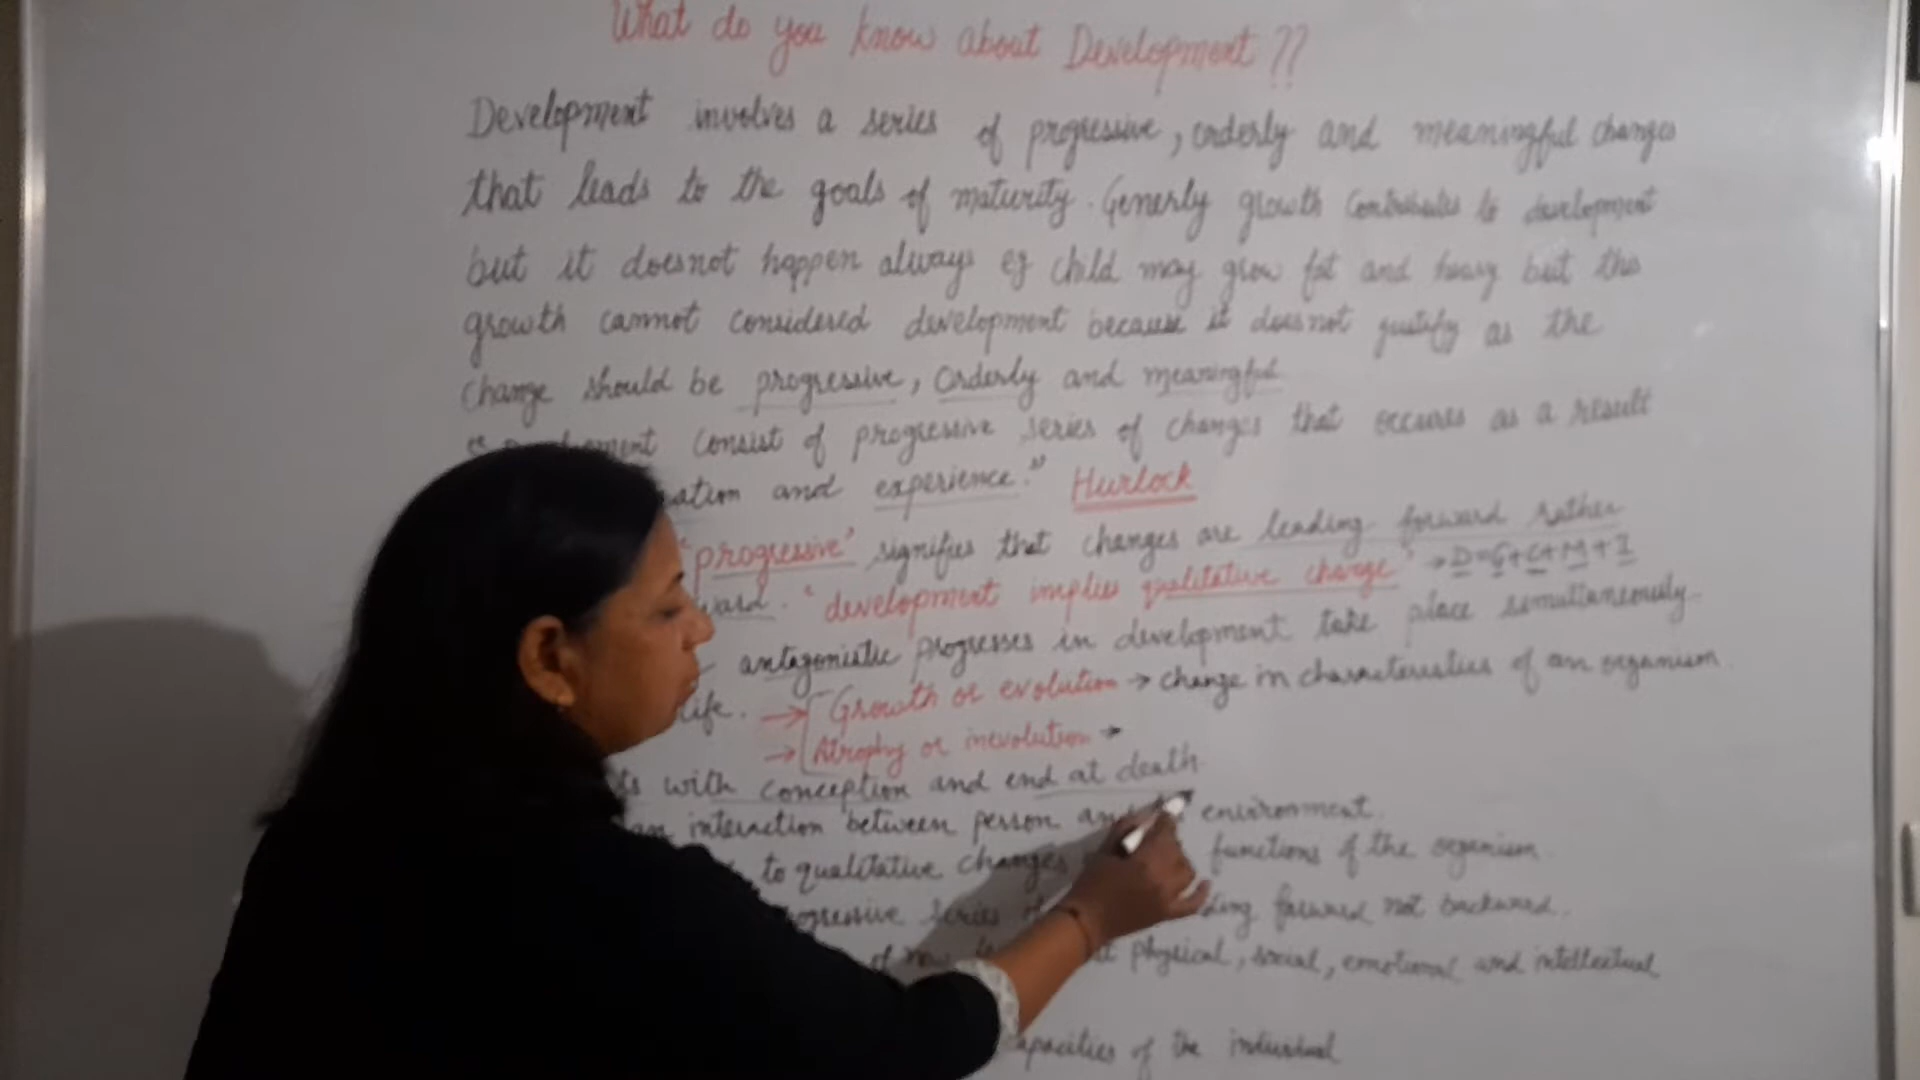 What do you know about Development ??
Development involves a series of progressive, orderly and meaningful changes
that leads to the goals of maturity. Generly growth contributes to development
but it doesnot happen always eg child may grow fat and heavy but this
growth cannot considered development because it doesnot justify as the
change should be progressive, orderly and meaningful
consist of progressive series of changes that occures as a result
and experience." Hurlock
"progressive" signifies that changes are leading forward rather
"development implies qualitative change" → D=G+C+M+I
antagonistic progresses in development take place simultaneously
life. → Growth or evolution → change in characteristics of an organism
→ Atrophy or inevolution →
with conception and end at death
an interaction between person and environment.
to qualitative changes functions of the organism
series forward not backward.
of physical, social, emotional and intellectual
of the individual